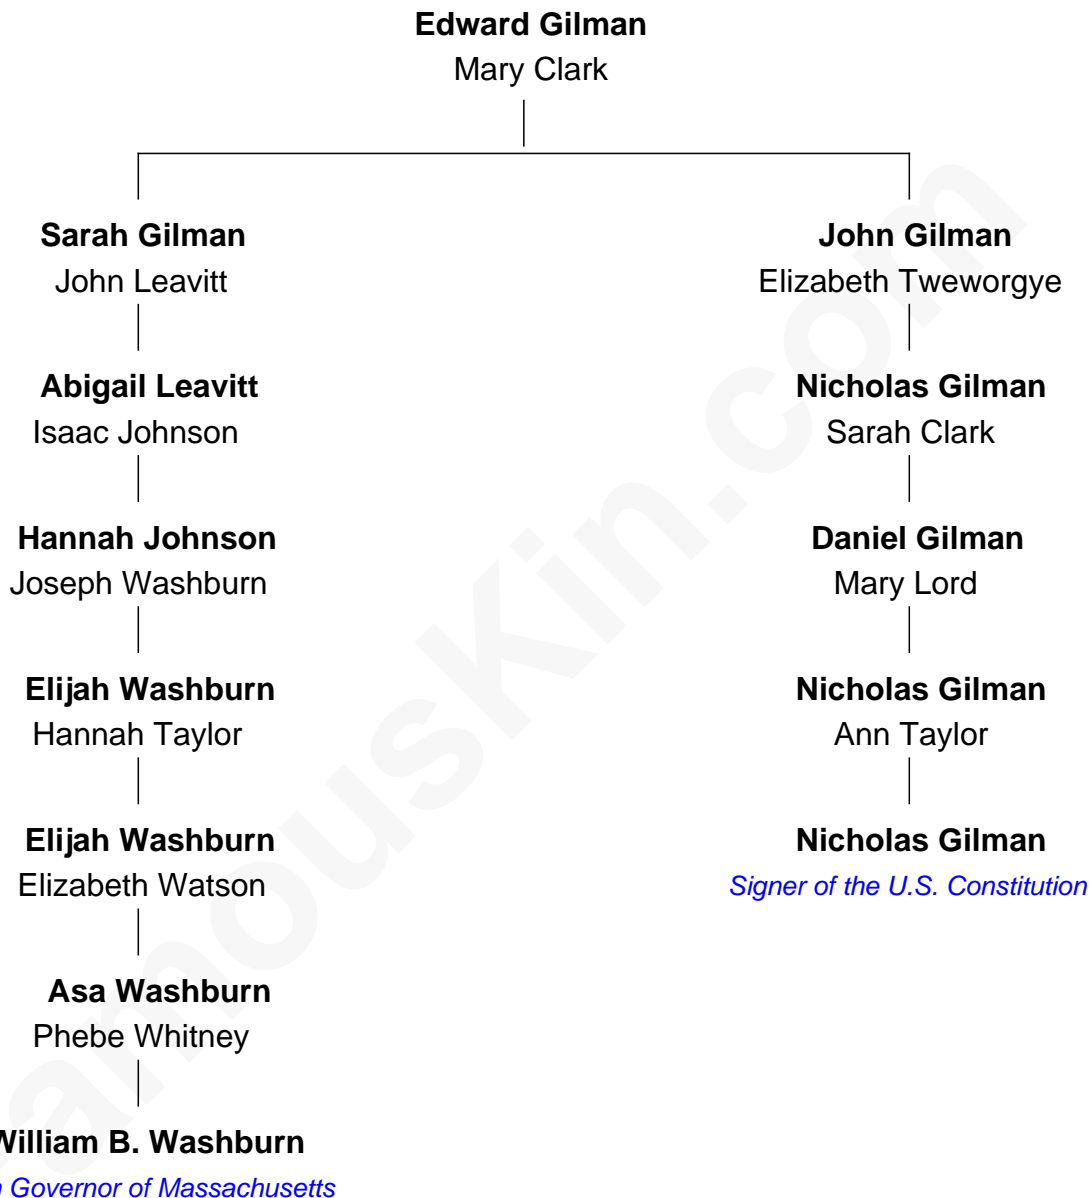 Edward Gilman
Mary Clark
Sarah Gilman
John Leavitt
John Gilman
Elizabeth Tweworgye
Abigail Leavitt
Isaac Johnson
Nicholas Gilman
Sarah Clark
Hannah Johnson
Joseph Washburn
Daniel Gilman
Mary Lord
Elijah Washburn
Hannah Taylor
Nicholas Gilman
Ann Taylor
Elijah Washburn
Elizabeth Watson
Nicholas Gilman
Signer of the U.S. Constitution
Asa Washburn
Phebe Whitney
William B. Washburn
Governor of Massachusetts
amouskin.com